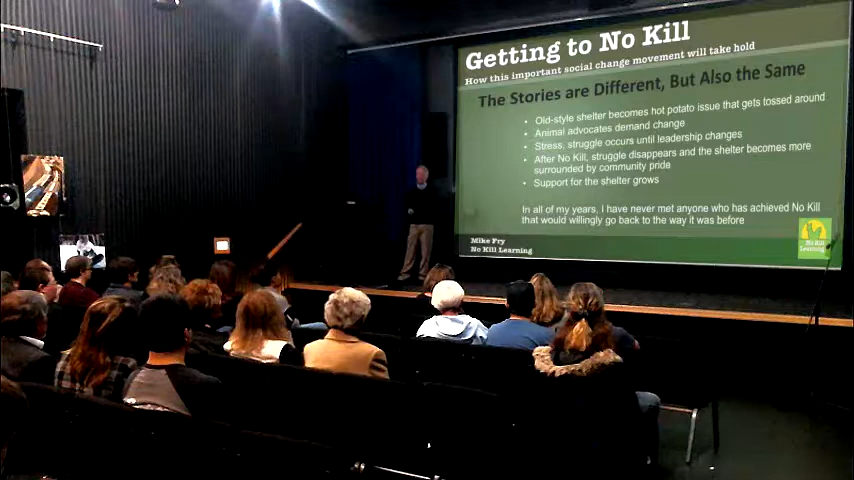 Getting to No Kill
How this important social change movement will take hold
The Stories are Different, But Also the Same
• Old-style shelter becomes hot potato issue that gets tossed around
• Animal advocates demand change
• Stress, struggle occurs until leadership changes
• After No Kill, struggle disappears and the shelter becomes more
surrounded by community pride
• Support for the shelter grows
In all of my years, I have never met anyone who has achieved No Kill
that would willingly go back to the way it was before
Mike Fry
No Kill Learning
No Kill
Learning